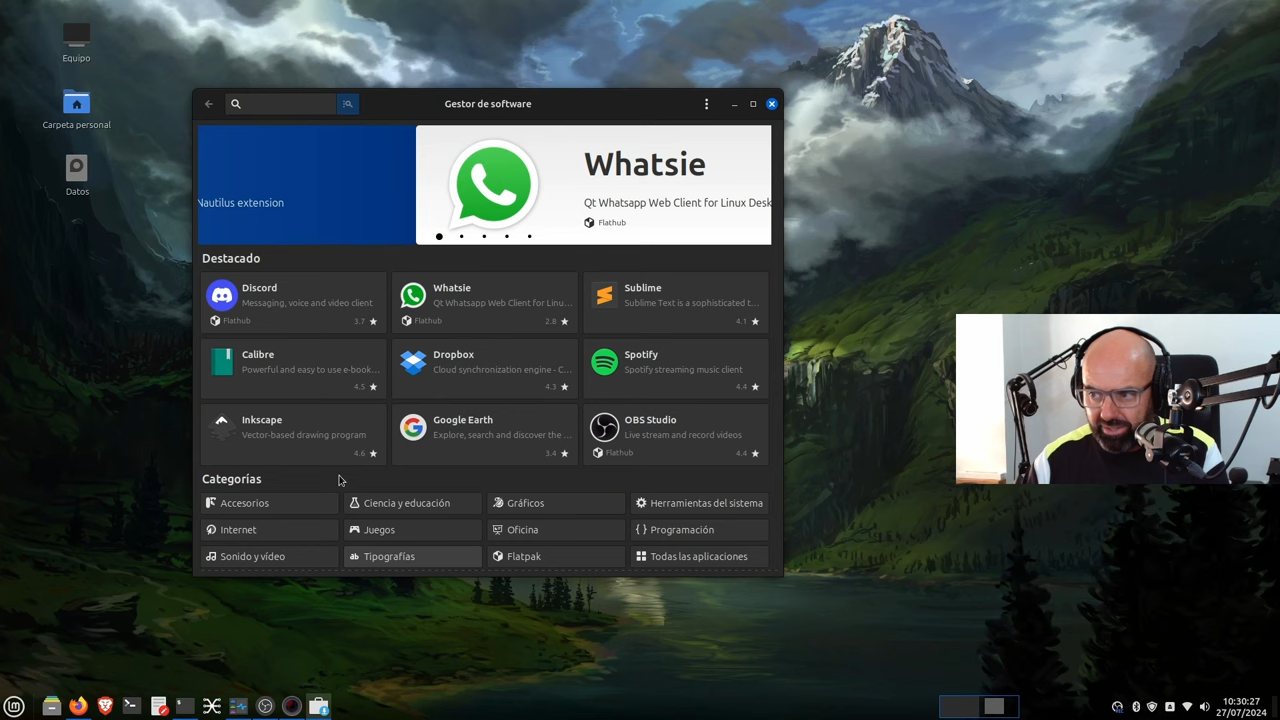 Equipo
Carpeta personal
Datos
Gestor de software
Nautilus extension
Whatsie
Qt Whatsapp Web Client for Linux Desk
Flathub
Destacado
Discord
Messaging, voice and video client
Flathub
3.7
Whatsie
Qt Whatsapp Web Client for Linu...
Flathub
2.8
Sublime
Sublime Text is a sophisticated t...
4.1
Calibre
Powerful and easy to use e-book...
4.5
Dropbox
Cloud synchronization engine - C...
4.3
Spotify
Spotify streaming music client
4.4
Inkscape
Vector-based drawing program
4.6
Google Earth
Explore, search and discover the ...
3.4
OBS Studio
Live stream and record videos
Flathub
4.4
Categorías
Accesorios
Ciencia y educación
Gráficos
Herramientas del sistema
Internet
Juegos
Oficina
{ } Programación
Sonido y vídeo
ab Tipografías
Flatpak
Todas las aplicaciones
10:30:27
27/07/2024